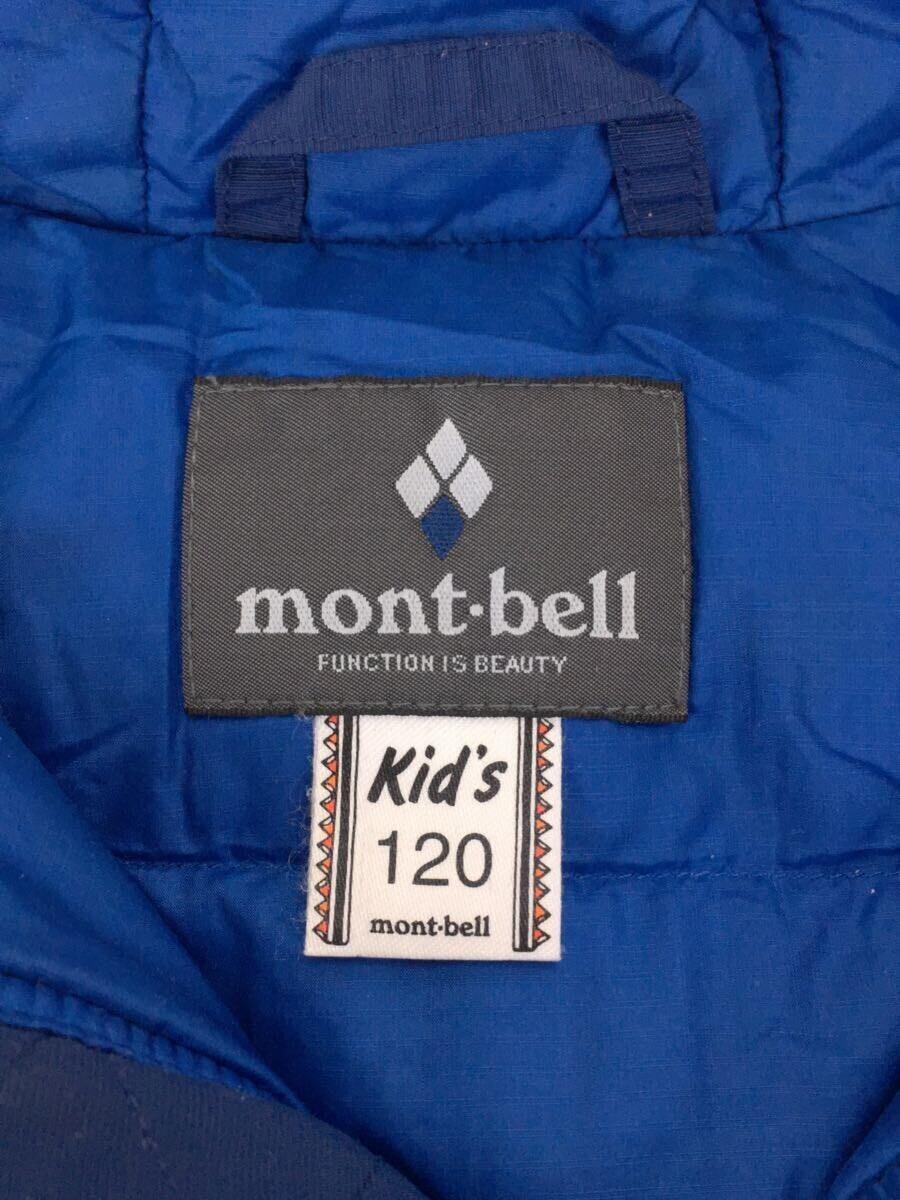 mont·bell
FUNCTION IS BEAUTY
Kid's
120
mont·bell